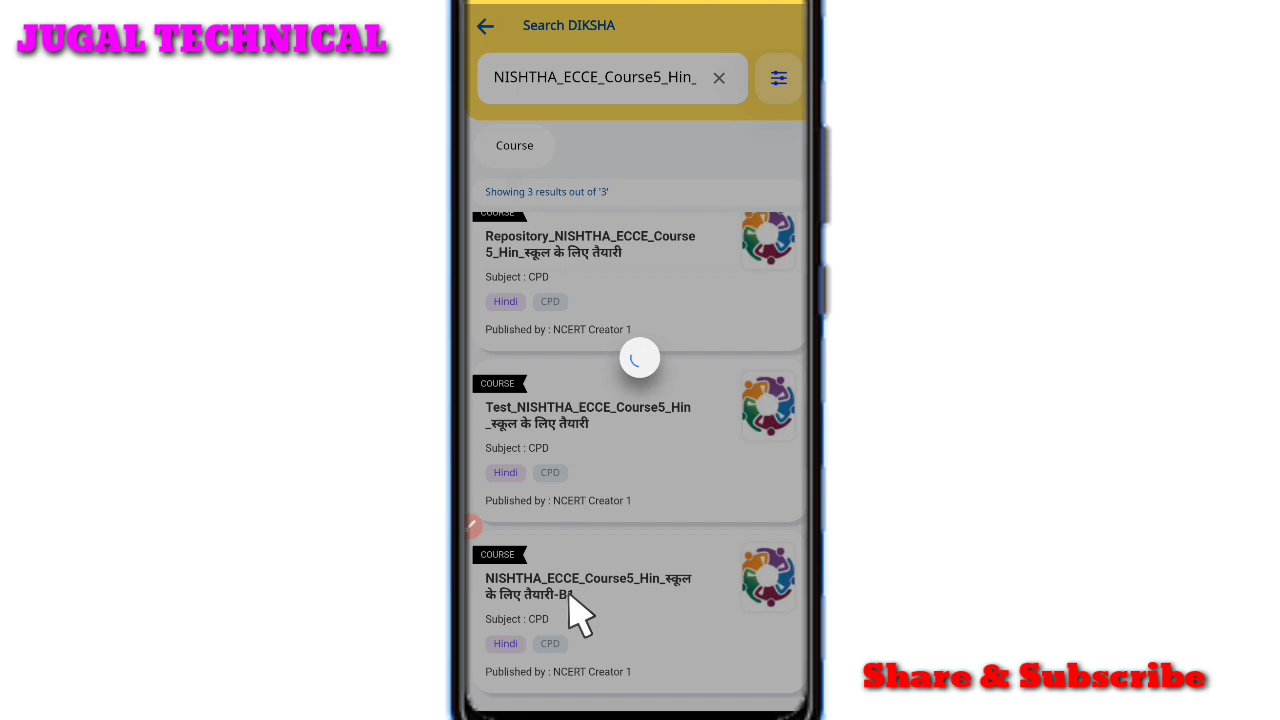 JUGAL TECHNICAL
Search DIKSHA
NISHTHA_ECCE_Course5_Hin_
Course
Showing 3 results out of '3'
COURSE
Repository_NISHTHA_ECCE_Course
5_Hin_स्कूल के लिए तैयारी
Subject : CPD
Hindi CPD
Published by : NCERT Creator 1
COURSE
Test_NISHTHA_ECCE_Course5_Hin
_स्कूल के लिए तैयारी
Subject : CPD
Hindi CPD
Published by : NCERT Creator 1
COURSE
NISHTHA_ECCE_Course5_Hin_स्कूल
के लिए तैयारी-B1
Subject : CPD
Hindi CPD
Published by : NCERT Creator 1
Share & Subscribe